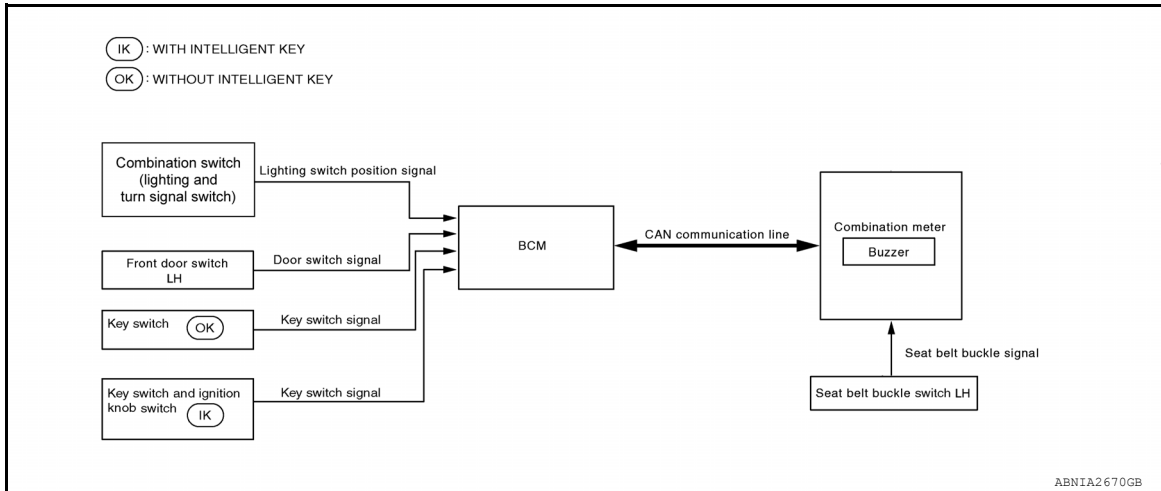 IK : WITH INTELLIGENT KEY
OK : WITHOUT INTELLIGENT KEY
Combination switch
(lighting and
turn signal switch)
Lighting switch position signal
Front door switch
LH
Door switch signal
Key switch OK
Key switch signal
Key switch and ignition
knob switch IK
Key switch signal
BCM
CAN communication line
Combination meter
Buzzer
Seat belt buckle signal
Seat belt buckle switch LH
ABNIA2670GB